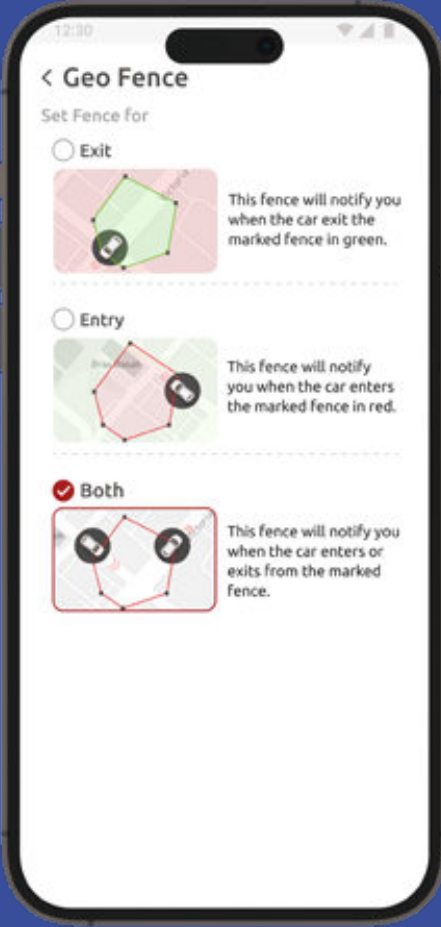 12:30
Geo Fence
Set Fence for
Exit
This fence will notify you
when the car exit the
marked fence in green.
Entry
This fence will notify
you when the car enters
the marked fence in red.
Both
This fence will notify you
when the car enters or
exits from the marked
fence.